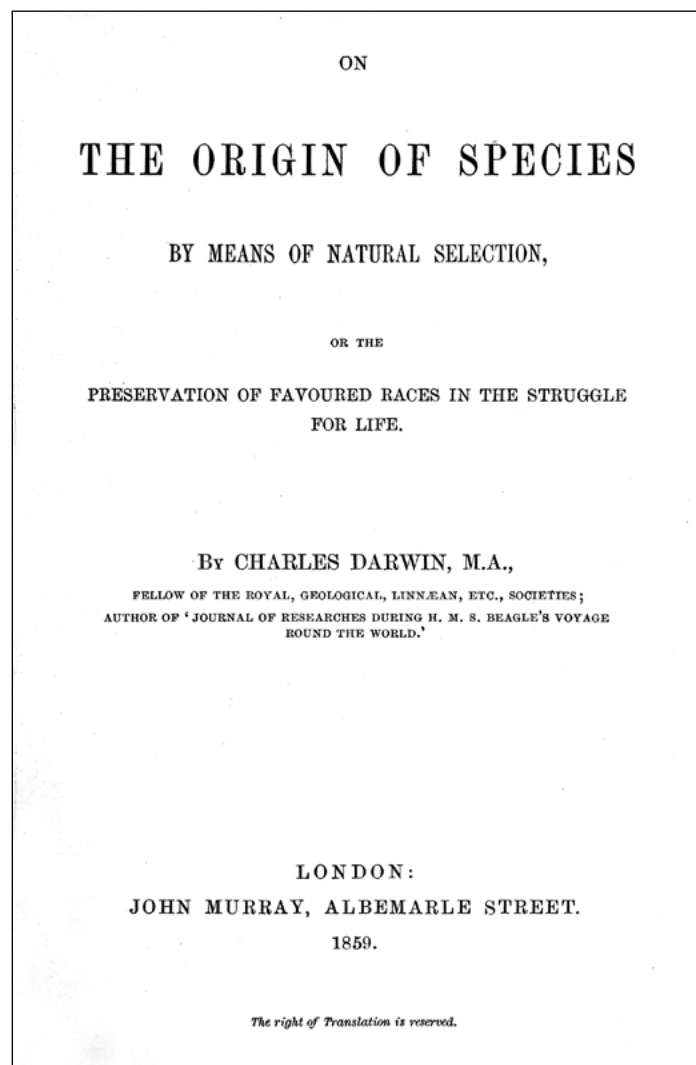 ON
THE ORIGIN OF SPECIES
BY MEANS OF NATURAL SELECTION,
OR THE
PRESERVATION OF FAVOURED RACES IN THE STRUGGLE
FOR LIFE.
BY CHARLES DARWIN, M.A.,
FELLOW OF THE ROYAL, GEOLOGICAL, LINNÆAN, ETC., SOCIETIES;
AUTHOR OF ‘JOURNAL OF RESEARCHES DURING H. M. S. BEAGLE’S VOYAGE
ROUND THE WORLD.’
LONDON:
JOHN MURRAY, ALBEMARLE STREET.
1859.
The right of Translation is reserved.